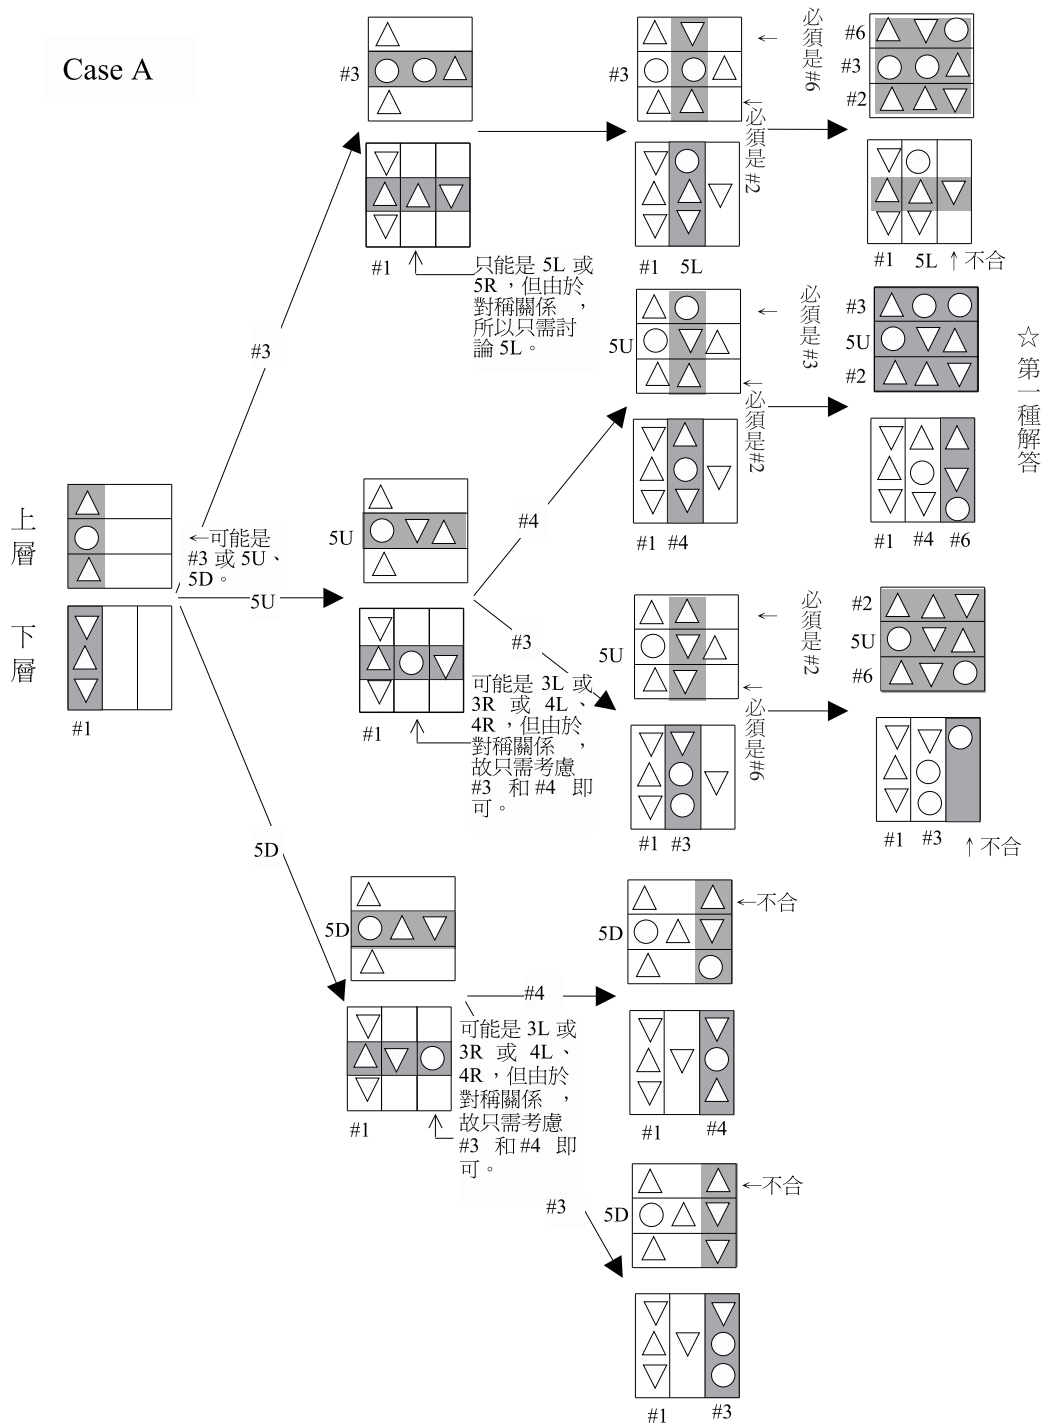 Case A
#3
#1
只能是 5L 或
5R，但由於
對稱關係，
所以只需討
論 5L。
#3
←
必須是#6
←
必須是#2
#1 5L
#6
#3
#2
#1 5L ↑不合
#3
上層
下層
←可能是
#3 或 5U、
5D。
#1
5U
5U
#1
可能是 3L 或
3R 或 4L、
4R，但由於
對稱關係，
故只需考慮
#3 和 #4 即
可。
#4
#3
5U
←
必須是#3
←
必須是#2
#1 #4
#3
5U
#2
#1 #4 #6
☆第一種解答
5U
←
必須是#2
←
必須是#6
#1 #3
#2
5U
#6
#1 #3 ↑不合
5D
5D
#1
可能是 3L 或
3R 或 4L、
4R，但由於
對稱關係，
故只需考慮
#3 和 #4 即
可。
#4
#3
5D
←不合
#1 #4
5D
←不合
#1 #3